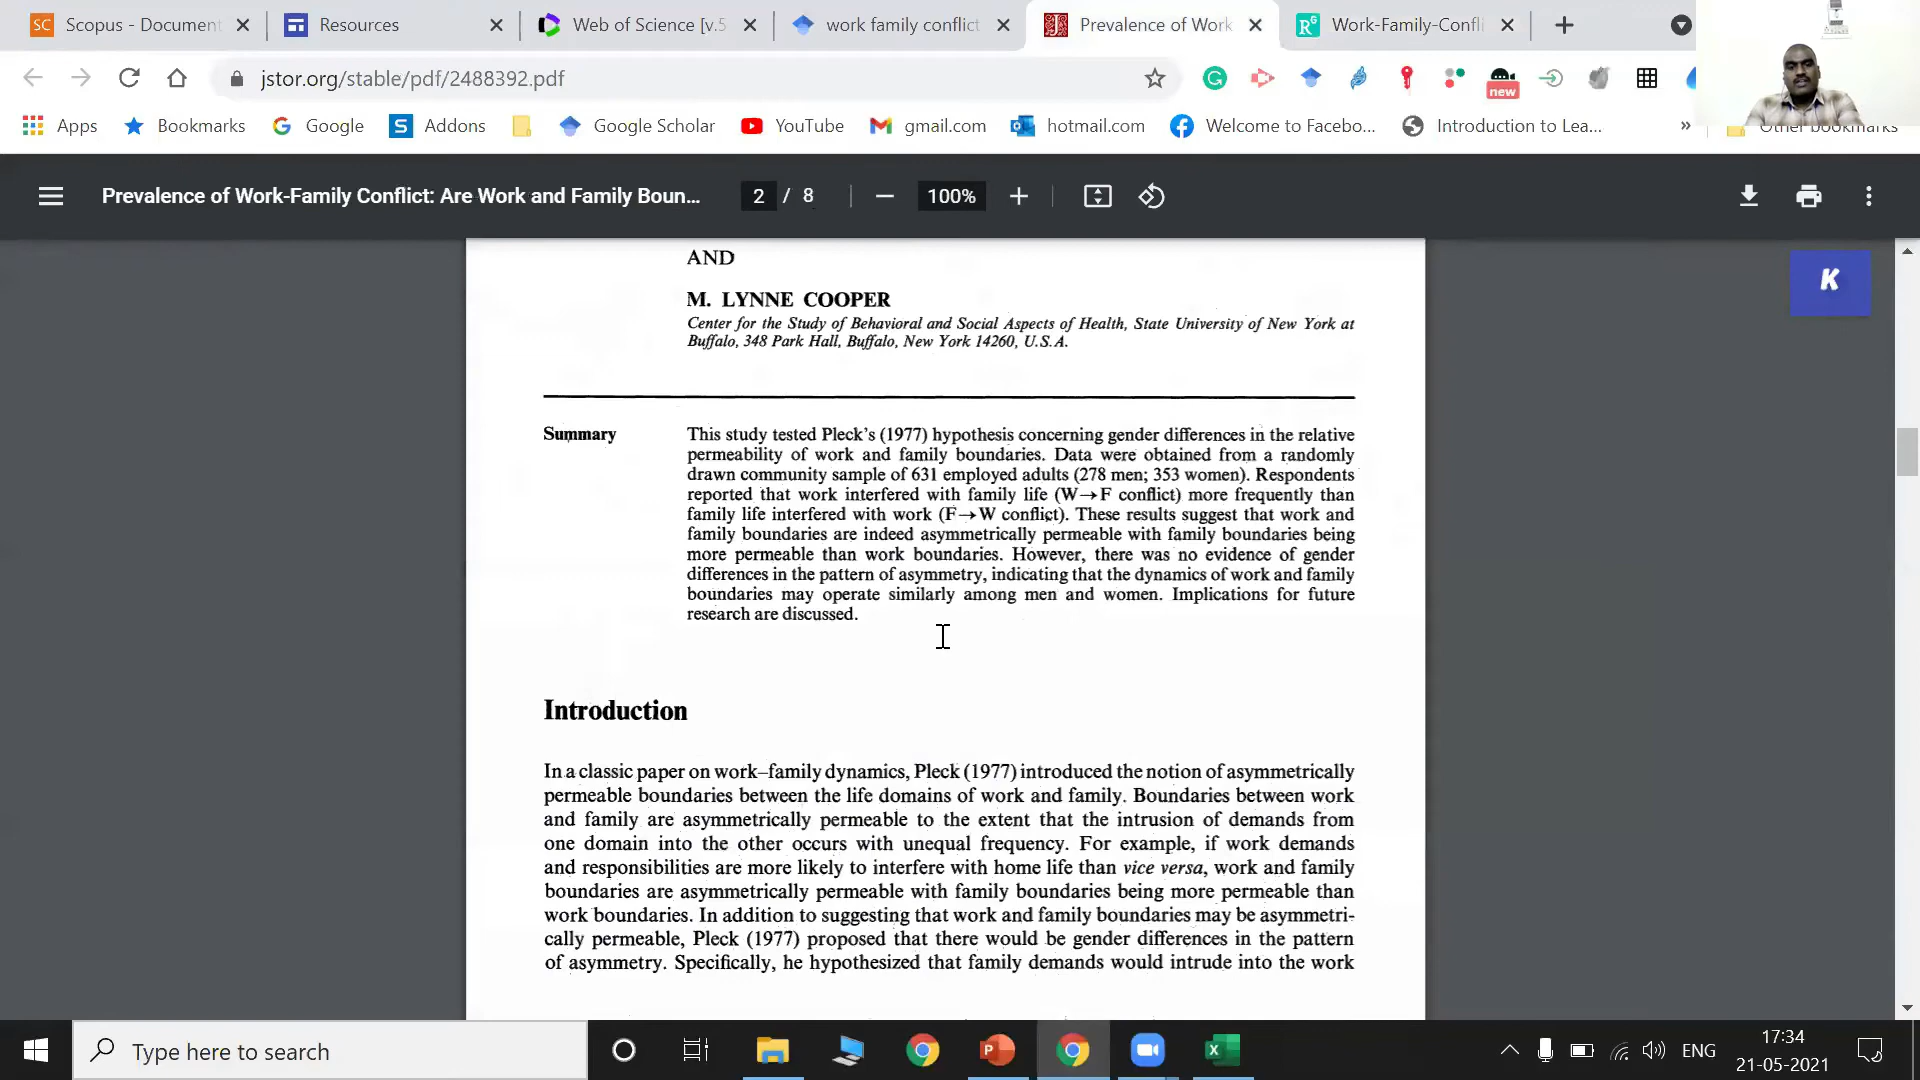 Scopus - Document
Resources
Web of Science [v.5
work family conflict
Prevalence of Work
Work-Family-Confli
jstor.org/stable/pdf/2488392.pdf
new
Apps
Bookmarks
Google
Addons
Google Scholar
YouTube
gmail.com
hotmail.com
Welcome to Facebo...
Introduction to Lea...
»
Other bookmarks
Prevalence of Work-Family Conflict: Are Work and Family Boun...
2 / 8
100%
K
AND
M. LYNNE COOPER
Center for the Study of Behavioral and Social Aspects of Health, State University of New York at
Buffalo, 348 Park Hall, Buffalo, New York 14260, U.S.A.
Summary
This study tested Pleck's (1977) hypothesis concerning gender differences in the relative
permeability of work and family boundaries. Data were obtained from a randomly
drawn community sample of 631 employed adults (278 men; 353 women). Respondents
reported that work interfered with family life (W→F conflict) more frequently than
family life interfered with work (F→W conflict). These results suggest that work and
family boundaries are indeed asymmetrically permeable with family boundaries being
more permeable than work boundaries. However, there was no evidence of gender
differences in the pattern of asymmetry, indicating that the dynamics of work and family
boundaries may operate similarly among men and women. Implications for future
research are discussed.
Introduction
In a classic paper on work–family dynamics, Pleck (1977) introduced the notion of asymmetrically
permeable boundaries between the life domains of work and family. Boundaries between work
and family are asymmetrically permeable to the extent that the intrusion of demands from
one domain into the other occurs with unequal frequency. For example, if work demands
and responsibilities are more likely to interfere with home life than vice versa, work and family
boundaries are asymmetrically permeable with family boundaries being more permeable than
work boundaries. In addition to suggesting that work and family boundaries may be asymmetri-
cally permeable, Pleck (1977) proposed that there would be gender differences in the pattern
of asymmetry. Specifically, he hypothesized that family demands would intrude into the work
Type here to search
ENG
17:34
21-05-2021